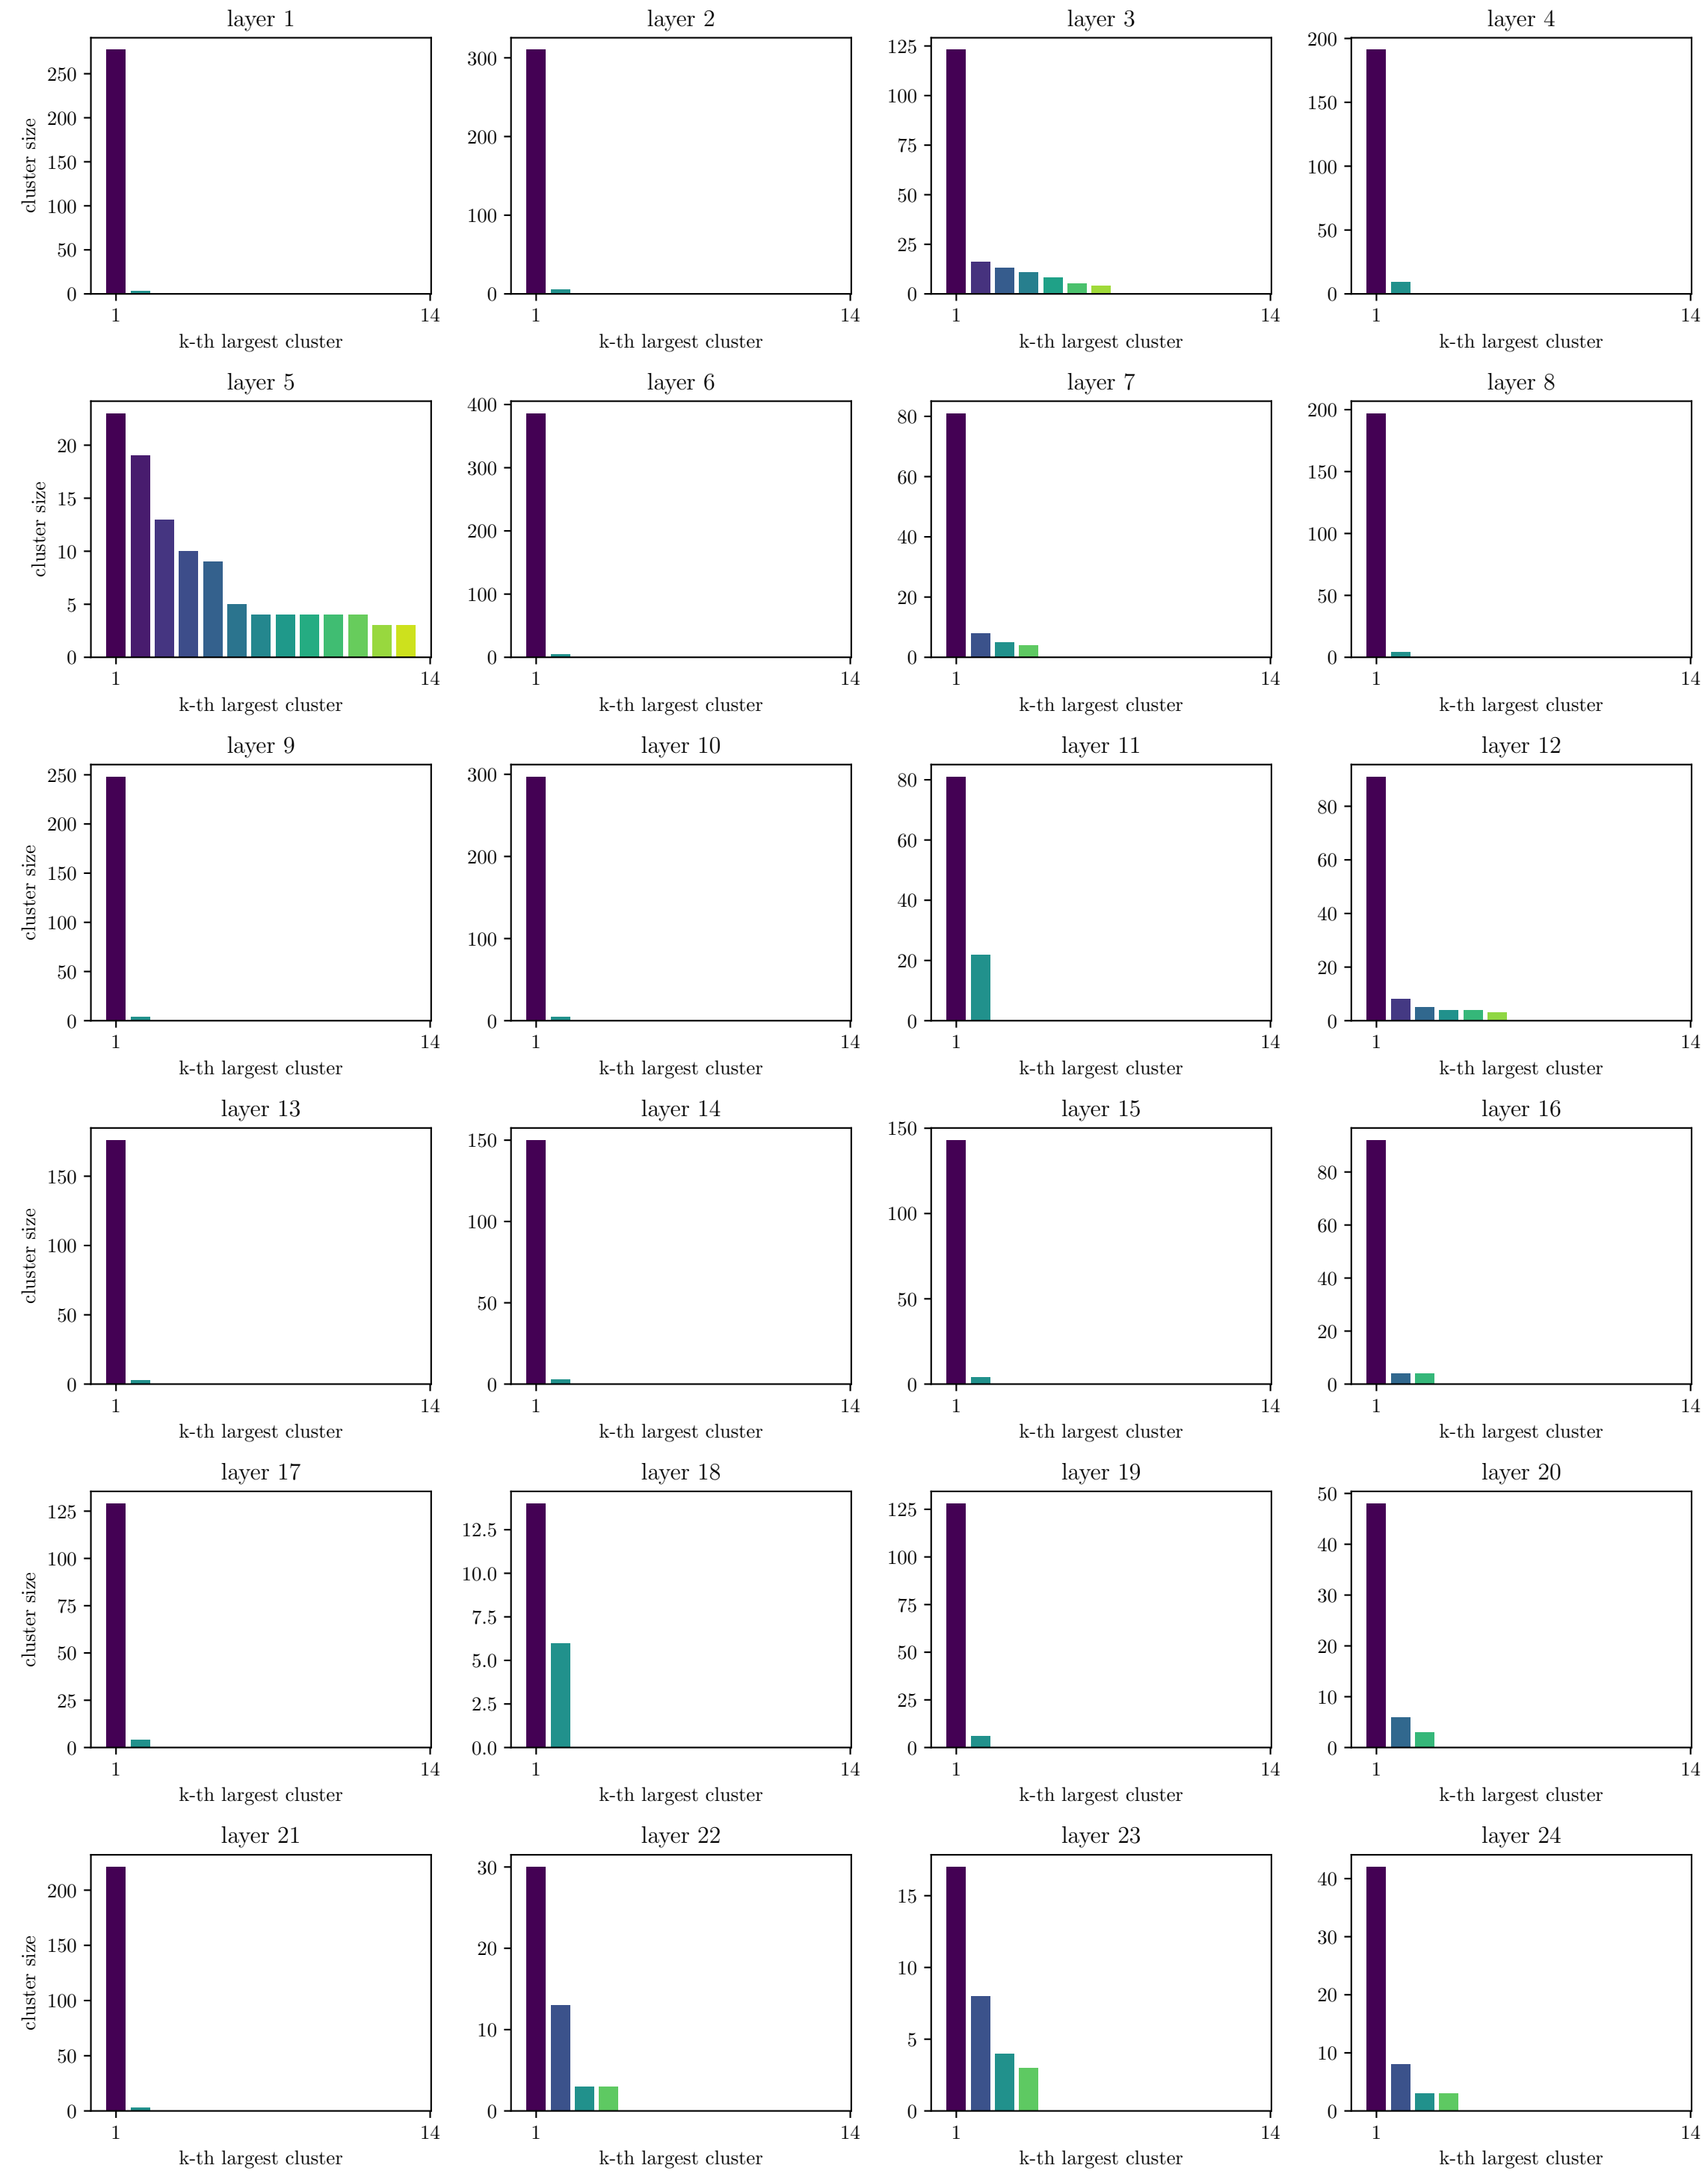 layer 1
cluster size
250
200
150
100
50
0
1 14
k-th largest cluster
layer 2
300
200
100
0
1 14
k-th largest cluster
layer 3
125
100
75
50
25
0
1 14
k-th largest cluster
layer 4
200
150
100
50
0
1 14
k-th largest cluster
layer 5
cluster size
20
15
10
5
0
1 14
k-th largest cluster
layer 6
400
300
200
100
0
1 14
k-th largest cluster
layer 7
80
60
40
20
0
1 14
k-th largest cluster
layer 8
200
150
100
50
0
1 14
k-th largest cluster
layer 9
cluster size
250
200
150
100
50
0
1 14
k-th largest cluster
layer 10
300
200
100
0
1 14
k-th largest cluster
layer 11
80
60
40
20
0
1 14
k-th largest cluster
layer 12
80
60
40
20
0
1 14
k-th largest cluster
layer 13
cluster size
150
100
50
0
1 14
k-th largest cluster
layer 14
150
100
50
0
1 14
k-th largest cluster
layer 15
150
100
50
0
1 14
k-th largest cluster
layer 16
80
60
40
20
0
1 14
k-th largest cluster
layer 17
cluster size
125
100
75
50
25
0
1 14
k-th largest cluster
layer 18
12.5
10.0
7.5
5.0
2.5
0.0
1 14
k-th largest cluster
layer 19
125
100
75
50
25
0
1 14
k-th largest cluster
layer 20
50
40
30
20
10
0
1 14
k-th largest cluster
layer 21
cluster size
200
150
100
50
0
1 14
k-th largest cluster
layer 22
30
20
10
0
1 14
k-th largest cluster
layer 23
15
10
5
0
1 14
k-th largest cluster
layer 24
40
30
20
10
0
1 14
k-th largest cluster